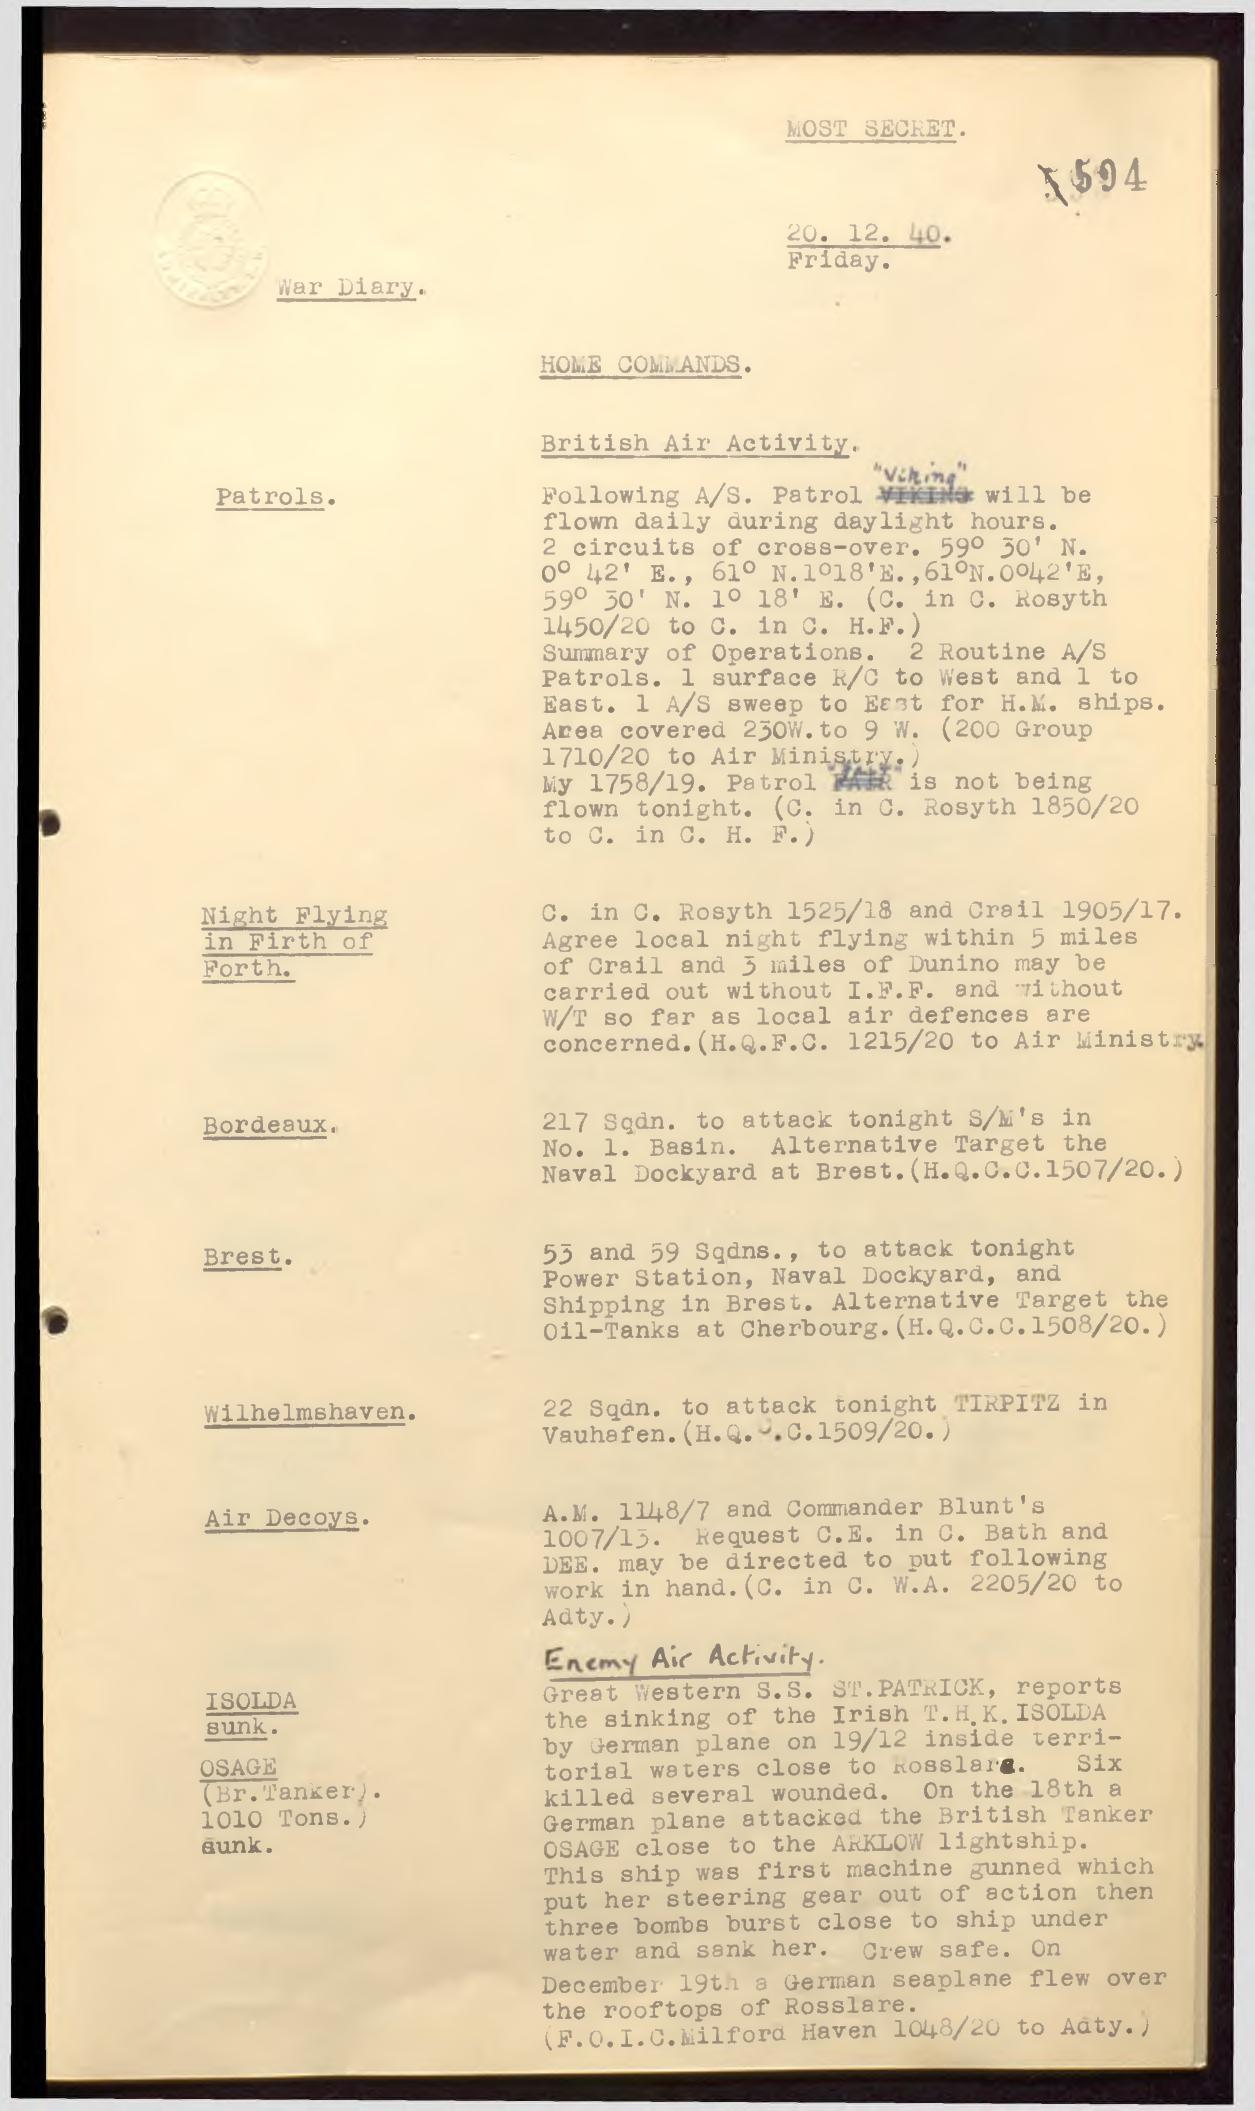 MOST SECRET.
594
20. 12. 40.
Friday.
War Diary.
HOME COMMANDS.
British Air Activity.
Patrols.
"Viking"
Following A/S. Patrol VIKING will be
flown daily during daylight hours.
2 circuits of cross-over. 59° 30' N.
0° 42' E., 61° N.1°18'E.,61°N.0°42'E,
59° 30' N. 1° 18' E. (C. in C. Rosyth
1450/20 to C. in C. H.F.)
Summary of Operations. 2 Routine A/S
Patrols. 1 surface R/C to West and 1 to
East. 1 A/S sweep to East for H.M. ships.
Area covered 230W.to 9 W. (200 Group
1710/20 to Air Ministry.)
My 1758/19. Patrol is not being
flown tonight. (C. in C. Rosyth 1850/20
to C. in C. H. F.)
Night Flying
in Firth of
Forth.
C. in C. Rosyth 1525/18 and Crail 1905/17.
Agree local night flying within 5 miles
of Crail and 3 miles of Dunino may be
carried out without I.F.F. and without
W/T so far as local air defences are
concerned.(H.Q.F.C. 1215/20 to Air Ministry.
Bordeaux.
217 Sqdn. to attack tonight S/M's in
No. 1. Basin. Alternative Target the
Naval Dockyard at Brest.(H.Q.C.C.1507/20.)
Brest.
53 and 59 Sqdns., to attack tonight
Power Station, Naval Dockyard, and
Shipping in Brest. Alternative Target the
Oil-Tanks at Cherbourg.(H.Q.C.C.1508/20.)
Wilhelmshaven.
22 Sqdn. to attack tonight TIRPITZ in
Vauhafen.(H.Q.C.C.1509/20.)
Air Decoys.
A.M. 1148/7 and Commander Blunt's
1007/13. Request C.E. in C. Bath and
DEE. may be directed to put following
work in hand.(C. in C. W.A. 2205/20 to
Adty.)
Enemy Air Activity.
ISOLDA
sunk.
OSAGE
(Br.Tanker).
1010 Tons.)
sunk.
Great Western S.S. ST.PATRICK, reports
the sinking of the Irish T.H.K. ISOLDA
by German plane on 19/12 inside terri-
torial waters close to Rosslare. Six
killed several wounded. On the 18th a
German plane attacked the British Tanker
OSAGE close to the ARKLOW lightship.
This ship was first machine gunned which
put her steering gear out of action then
three bombs burst close to ship under
water and sank her. Crew safe. On
December 19th a German seaplane flew over
the rooftops of Rosslare.
(F.O.I.C.Milford Haven 1048/20 to Adty.)